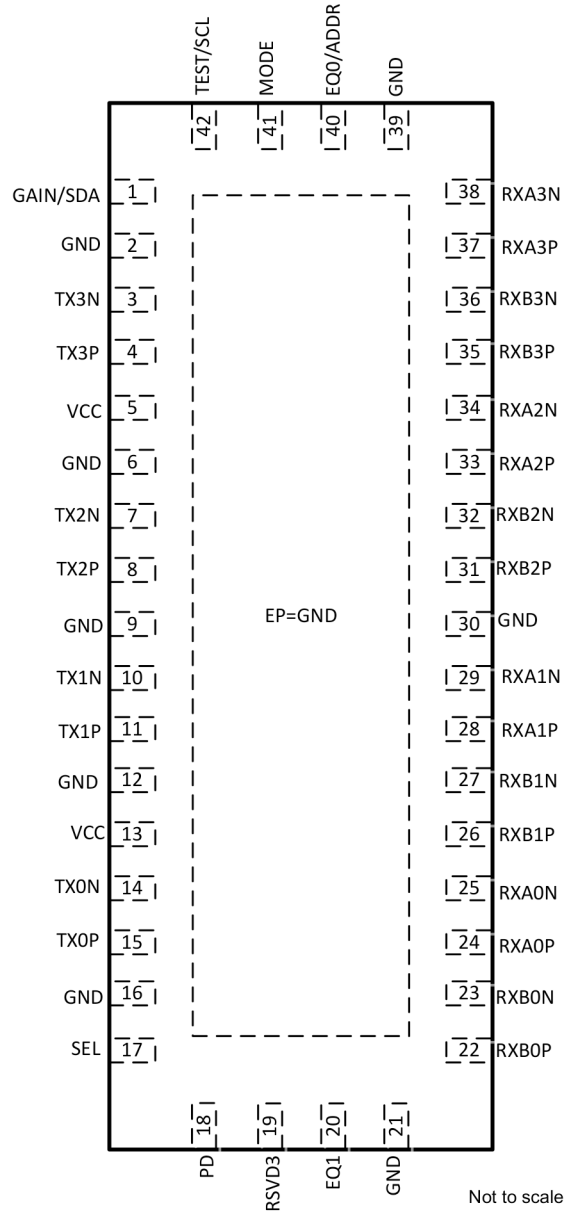 TEST/SCL
MODE
EQ0/ADDR
GND
42
41
40
39
GAIN/SDA 1
38 RXA3N
GND 2
37 RXA3P
TX3N 3
36 RXB3N
TX3P 4
35 RXB3P
VCC 5
34 RXA2N
GND 6
33 RXA2P
TX2N 7
32 RXB2N
TX2P 8
31 RXB2P
GND 9
EP=GND
30 GND
TX1N 10
29 RXA1N
TX1P 11
28 RXA1P
GND 12
27 RXB1N
VCC 13
26 RXB1P
TX0N 14
25 RXA0N
TX0P 15
24 RXA0P
GND 16
23 RXB0N
SEL 17
22 RXB0P
18
19
20
21
PD
RSVD3
EQ1
GND
Not to scale